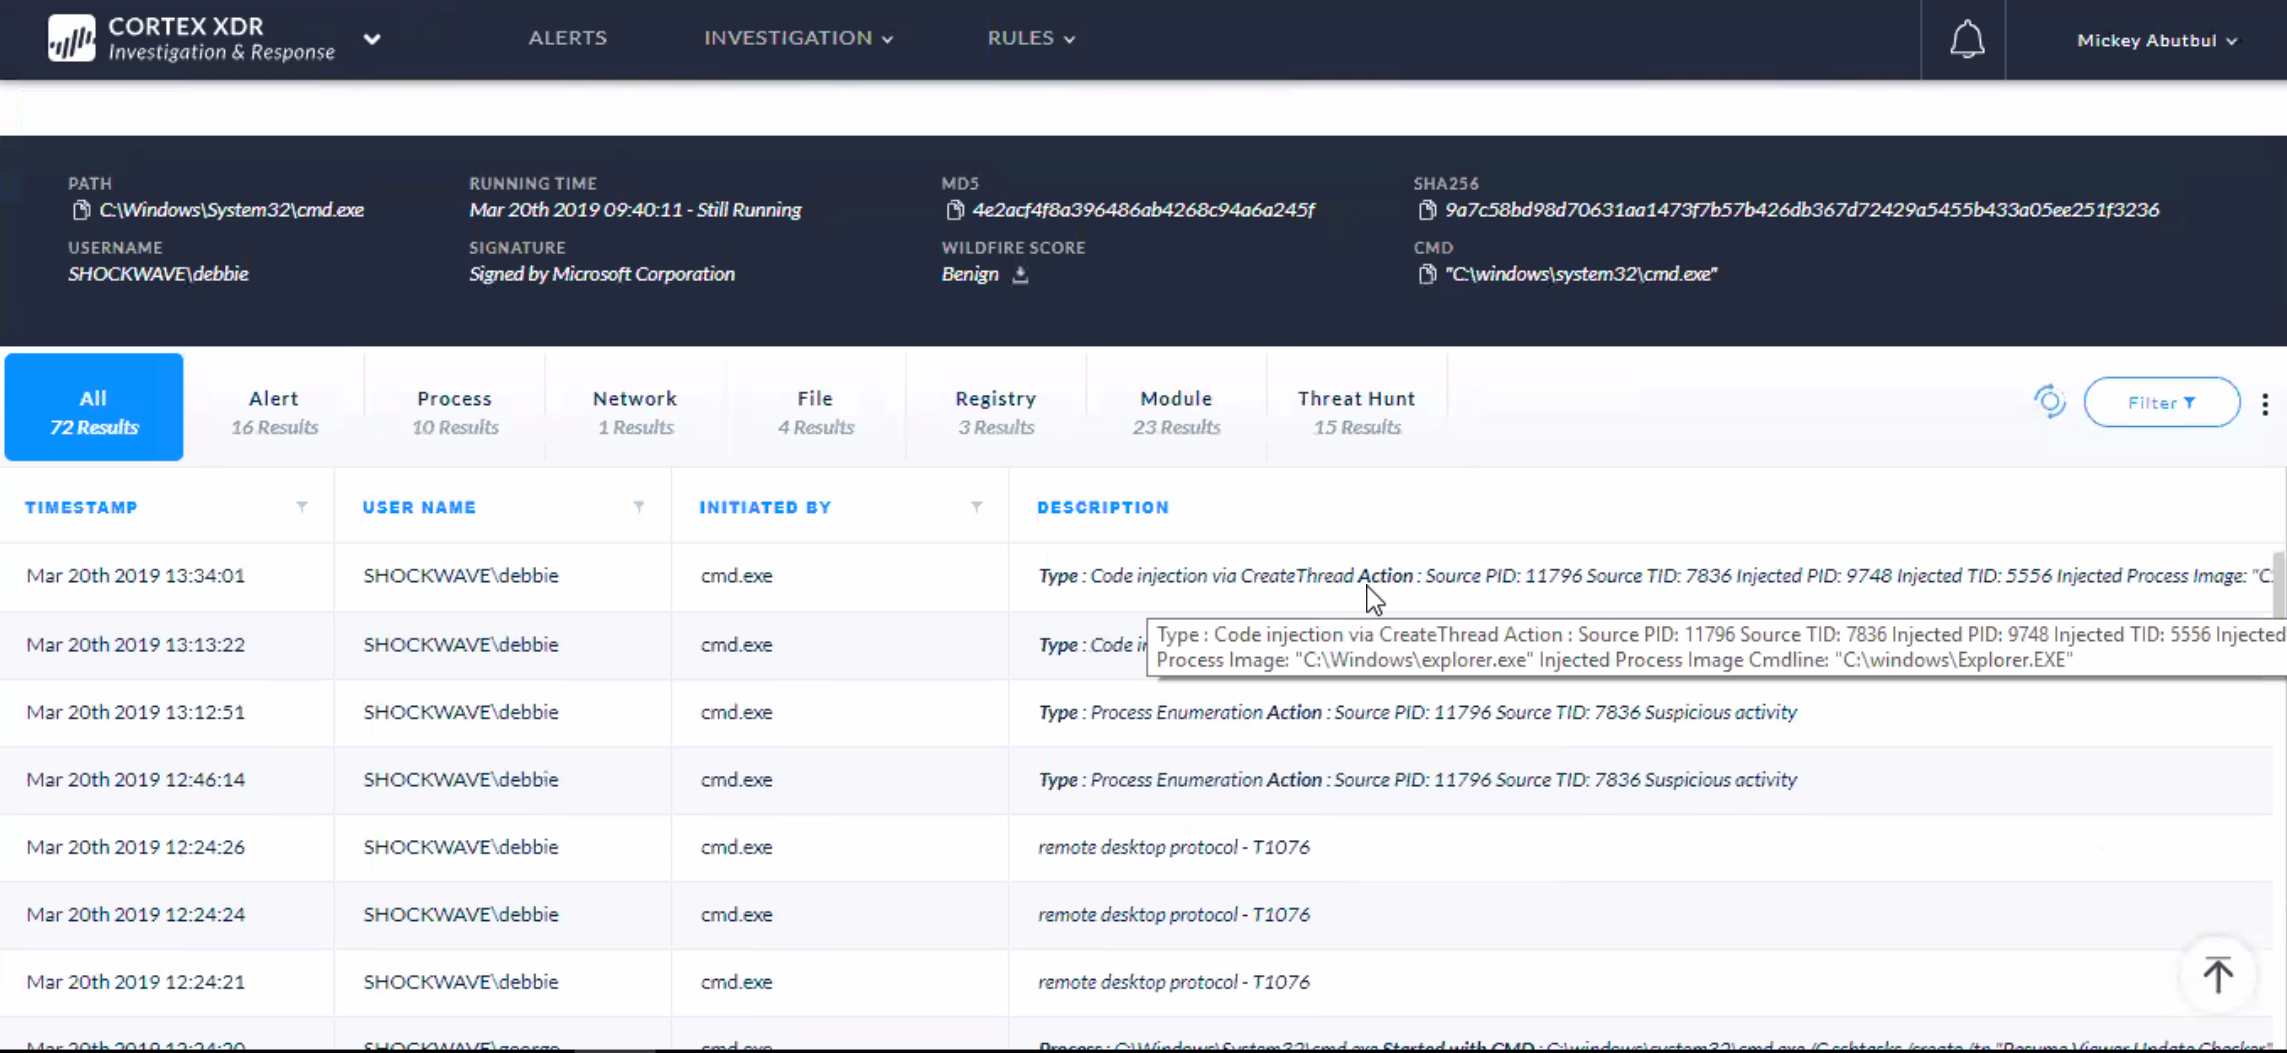 CORTEX XDR
Investigation & Response
ALERTS
INVESTIGATION
RULES
Mickey Abutbul
PATH
C:\Windows\System32\cmd.exe
RUNNING TIME
Mar 20th 2019 09:40:11 - Still Running
MD5
4e2acf4f8a396486ab4268c94a6a245f
SHA256
9a7c58bd98d70631aa1473f7b57b426db367d72429a5455b433a05ee251f3236
USERNAME
SHOCKWAVE\debbie
SIGNATURE
Signed by Microsoft Corporation
WILDFIRE SCORE
Benign
CMD
"C:\windows\system32\cmd.exe"
All
72 Results
Alert
16 Results
Process
10 Results
Network
1 Results
File
4 Results
Registry
3 Results
Module
23 Results
Threat Hunt
15 Results
Filter
TIMESTAMP USER NAME INITIATED BY DESCRIPTION
Mar 20th 2019 13:34:01 SHOCKWAVE\debbie cmd.exe Type : Code injection via CreateThread Action : Source PID: 11796 Source TID: 7836 Injected PID: 9748 Injected TID: 5556 Injected Process Image: "C:
Type : Code injection via CreateThread Action : Source PID: 11796 Source TID: 7836 Injected PID: 9748 Injected TID: 5556 Injected
Process Image: "C:\Windows\explorer.exe" Injected Process Image Cmdline: "C:\windows\Explorer.EXE"
Mar 20th 2019 13:13:22 SHOCKWAVE\debbie cmd.exe Type : Code
Mar 20th 2019 13:12:51 SHOCKWAVE\debbie cmd.exe Type : Process Enumeration Action : Source PID: 11796 Source TID: 7836 Suspicious activity
Mar 20th 2019 12:46:14 SHOCKWAVE\debbie cmd.exe Type : Process Enumeration Action : Source PID: 11796 Source TID: 7836 Suspicious activity
Mar 20th 2019 12:24:26 SHOCKWAVE\debbie cmd.exe remote desktop protocol - T1076
Mar 20th 2019 12:24:24 SHOCKWAVE\debbie cmd.exe remote desktop protocol - T1076
Mar 20th 2019 12:24:21 SHOCKWAVE\debbie cmd.exe remote desktop protocol - T1076